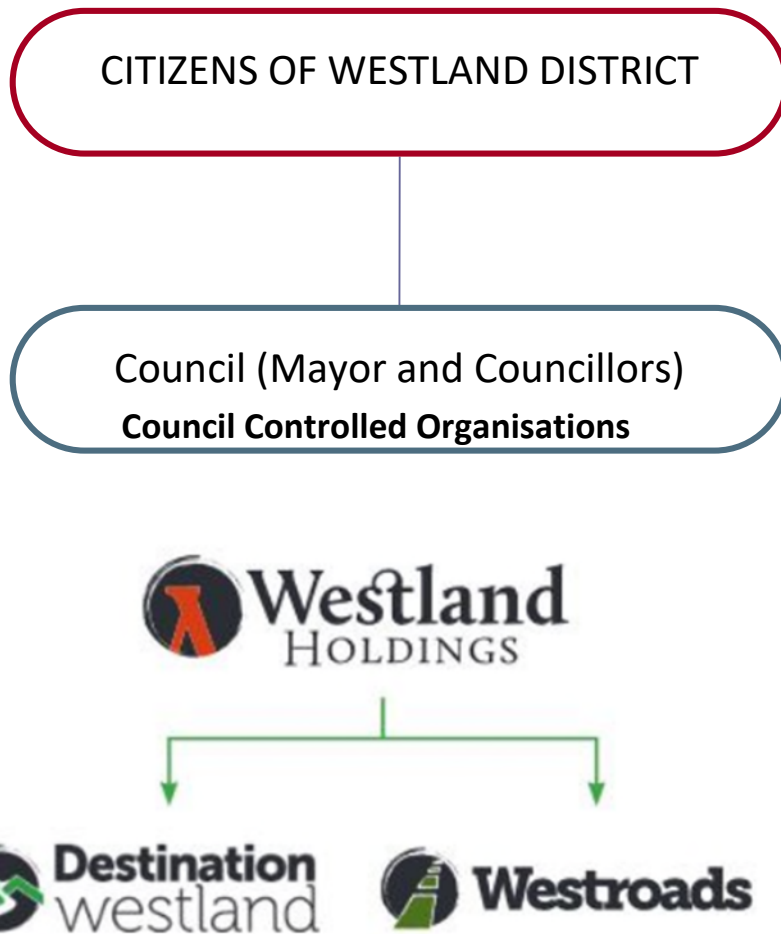 CITIZENS OF WESTLAND DISTRICT
Council (Mayor and Councillors)
Council Controlled Organisations
Westland
HOLDINGS
Destination
westland
Westroads